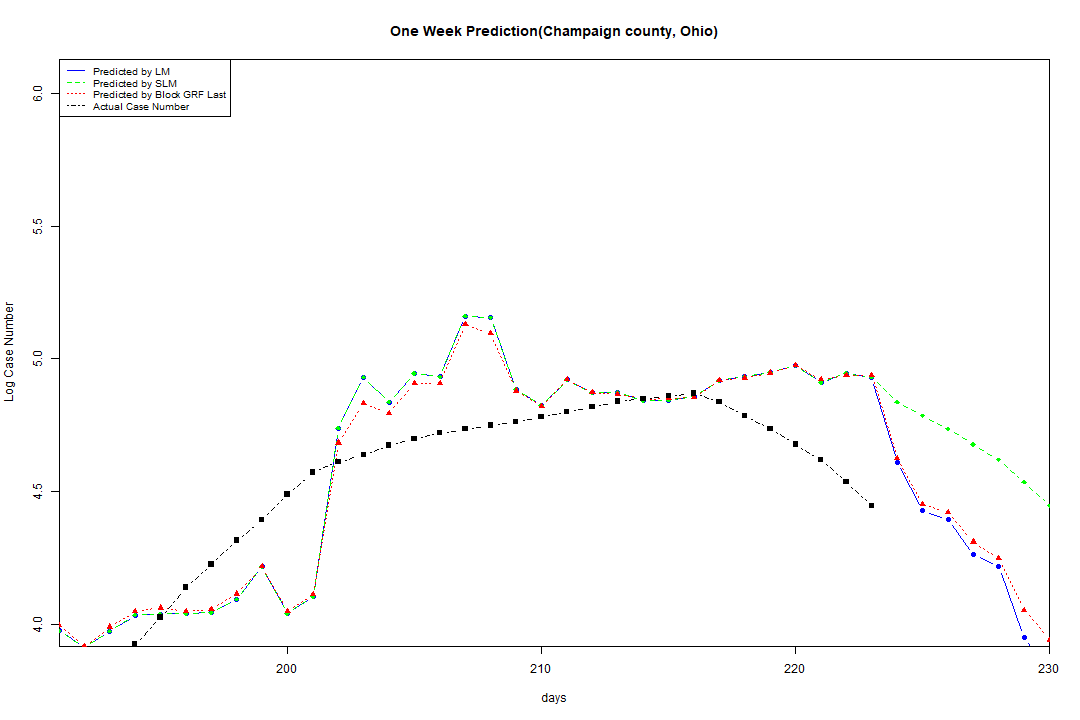 One Week Prediction(Champaign county, Ohio)
Predicted by LM
Predicted by SLM
Predicted by Block GRF Last
Actual Case Number
6.0
5.5
5.0
4.5
4.0
Log Case Number
200
210
220
230
days